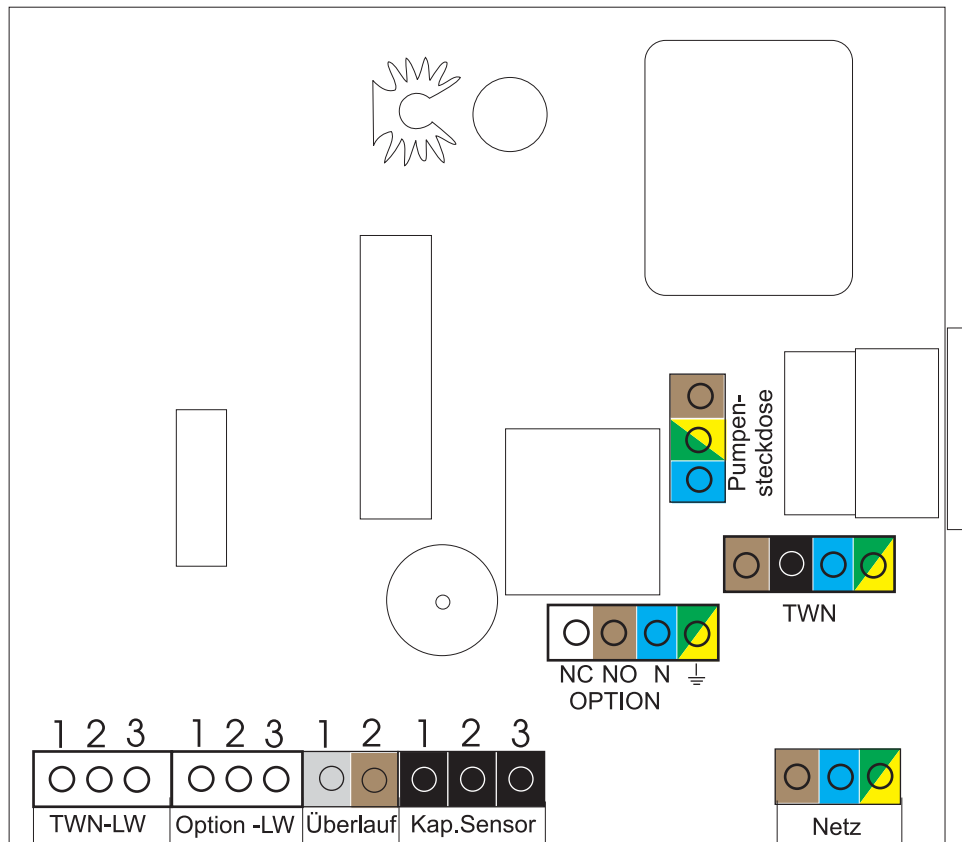 Pumpen-
steckdose
TWN
NC NO N
OPTION
1 2 3 1 2 3 1 2 1 2 3
TWN-LW Option -LW Überlauf Kap.Sensor Netz